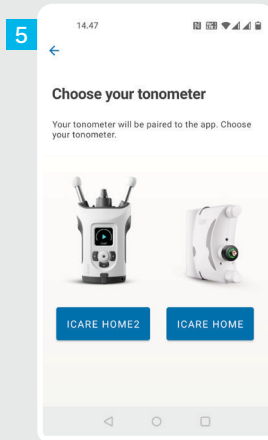 5
14.47
Choose your tonometer
Your tonometer will be paired to the app. Choose
your tonometer.
ICARE HOME2
ICARE HOME